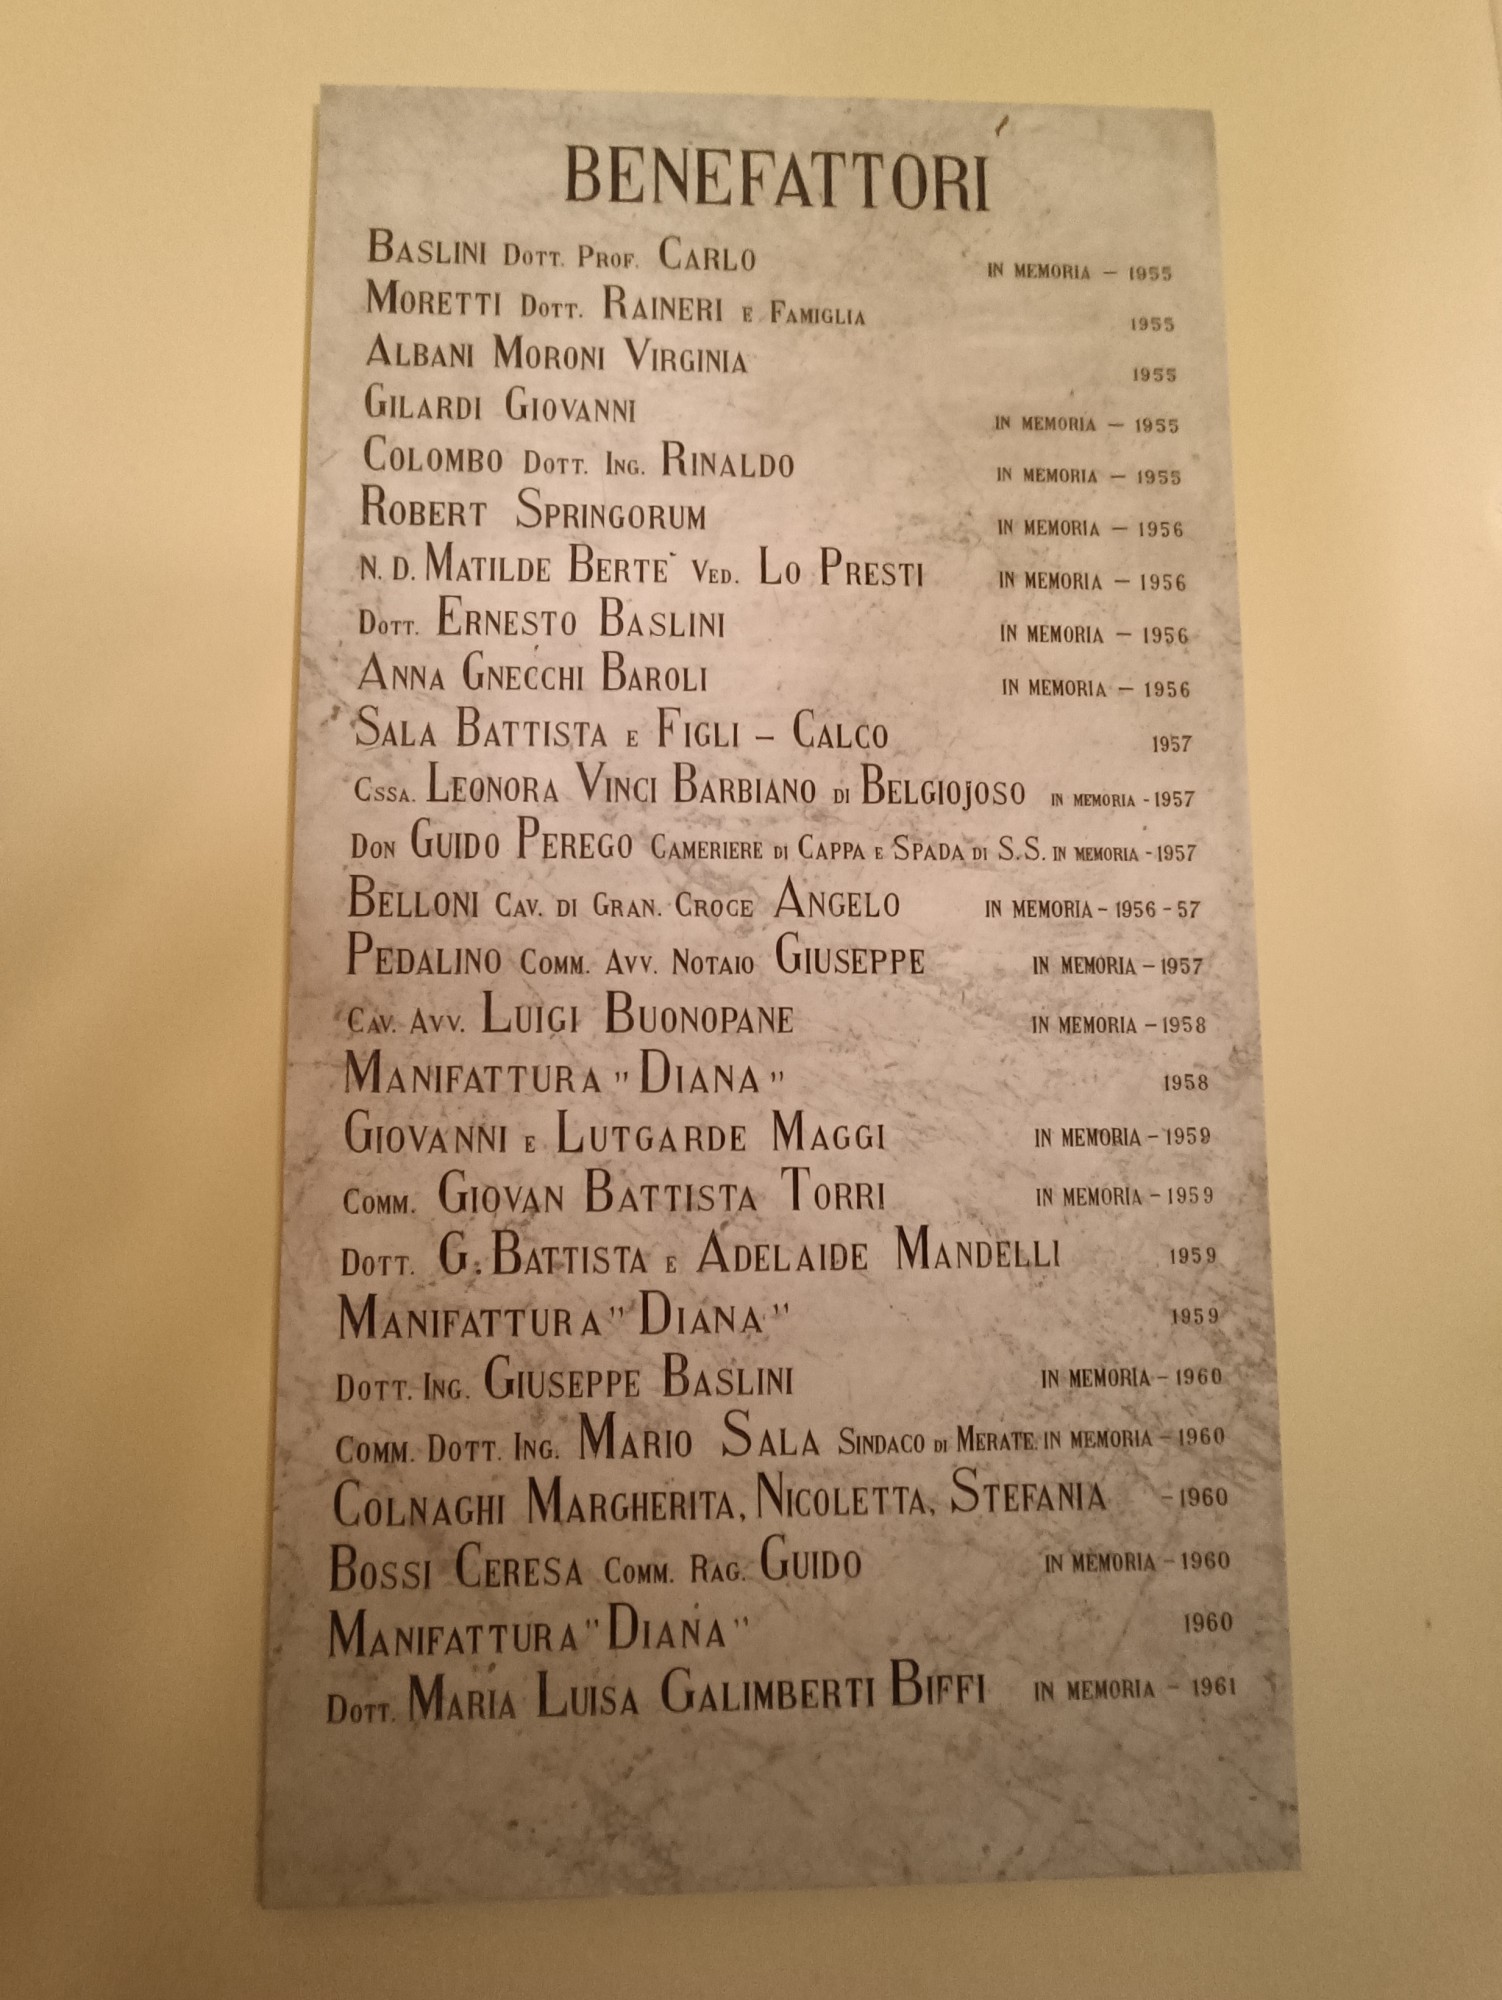 BENEFATTORI
BASLINI DOTT. PROF. CARLO IN MEMORIA – 1955
MORETTI DOTT. RAINERI E FAMIGLIA 1955
ALBANI MORONI VIRGINIA 1955
GILARDI GIOVANNI IN MEMORIA – 1955
COLOMBO DOTT. ING. RINALDO IN MEMORIA – 1955
ROBERT SPRINGORUM IN MEMORIA – 1956
N. D. MATILDE BERTE` VED. LO PRESTI IN MEMORIA – 1956
DOTT. ERNESTO BASLINI IN MEMORIA – 1956
ANNA GNECCHI BAROLI IN MEMORIA – 1956
SALA BATTISTA E FIGLI – CALCO 1957
CSSA. LEONORA VINCI BARBIANO DI BELGIOJOSO IN MEMORIA - 1957
DON GUIDO PEREGO CAMERIERE DI CAPPA E SPADA DI S.S. IN MEMORIA - 1957
BELLONI CAV. DI GRAN. CROCE ANGELO IN MEMORIA – 1956 - 57
PEDALINO COMM. AVV. NOTAIO GIUSEPPE IN MEMORIA – 1957
CAV. AVV. LUIGI BUONOPANE IN MEMORIA – 1958
MANIFATTURA "DIANA" 1958
GIOVANNI E LUTGARDE MAGGI IN MEMORIA – 1959
COMM. GIOVAN BATTISTA TORRI IN MEMORIA – 1959
DOTT. G. BATTISTA E ADELAIDE MANDELLI 1959
MANIFATTURA "DIANA" 1959
DOTT. ING. GIUSEPPE BASLINI IN MEMORIA – 1960
COMM. DOTT. ING. MARIO SALA SINDACO DI MERATE. IN MEMORIA – 1960
COLNAGHI MARGHERITA, NICOLETTA, STEFANIA – 1960
BOSSI CERESA COMM. RAG. GUIDO IN MEMORIA – 1960
MANIFATTURA "DIANA" 1960
DOTT. MARIA LUISA GALIMBERTI BIFFI IN MEMORIA – 1961